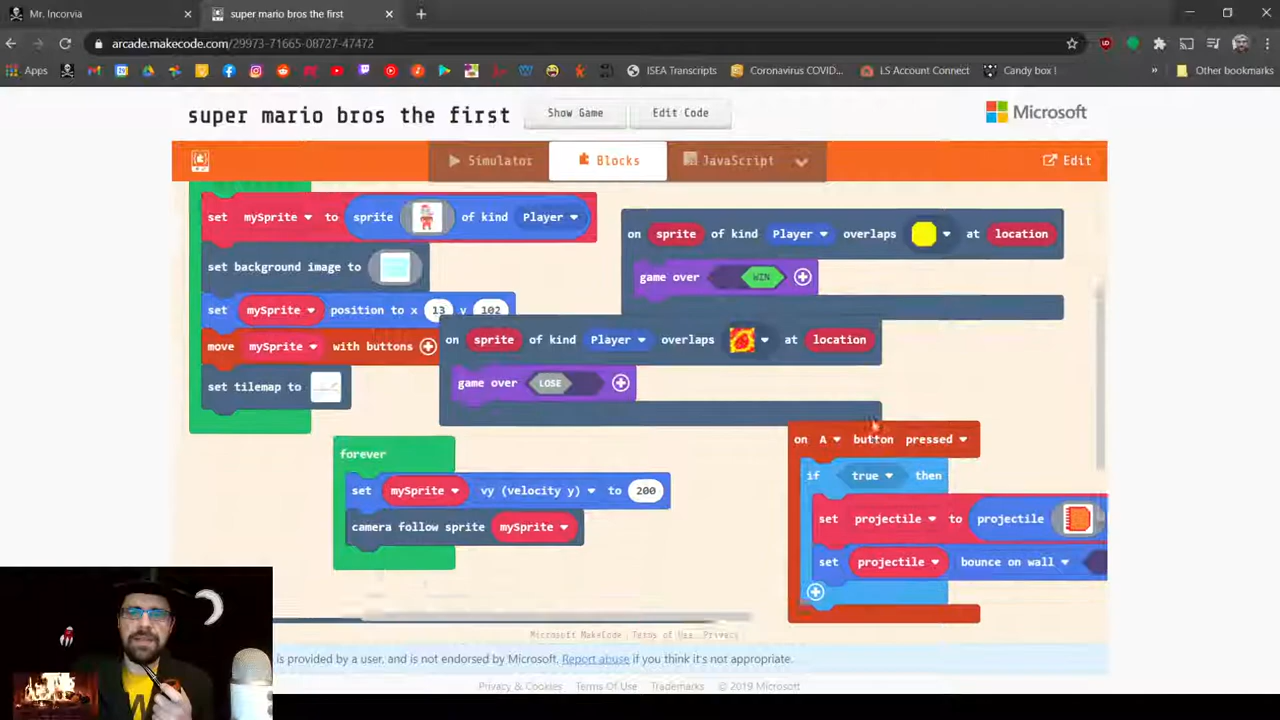 Mr. Incorvia
super mario bros the first
arcade.makecode.com/29973-71665-08727-47472
Apps
ISEA Transcripts
Coronavirus COVID...
LS Account Connect
Candy box !
Other bookmarks
super mario bros the first
Show Game
Edit Code
Microsoft
Simulator
Blocks
JavaScript
Edit
set mySprite to sprite of kind Player
set background image to
set mySprite position to x 13 y 102
move mySprite with buttons
set tilemap to
on sprite of kind Player overlaps at location
game over WIN
on sprite of kind Player overlaps at location
game over LOSE
forever
set mySprite vy (velocity y) to 200
camera follow sprite mySprite
on A button pressed
if true then
set projectile to projectile
set projectile bounce on wall
Microsoft MakeCode | Terms of Use | Privacy
is provided by a user, and is not endorsed by Microsoft. Report abuse if you think it's not appropriate.
Privacy & Cookies Terms Of Use Trademarks © 2019 Microsoft